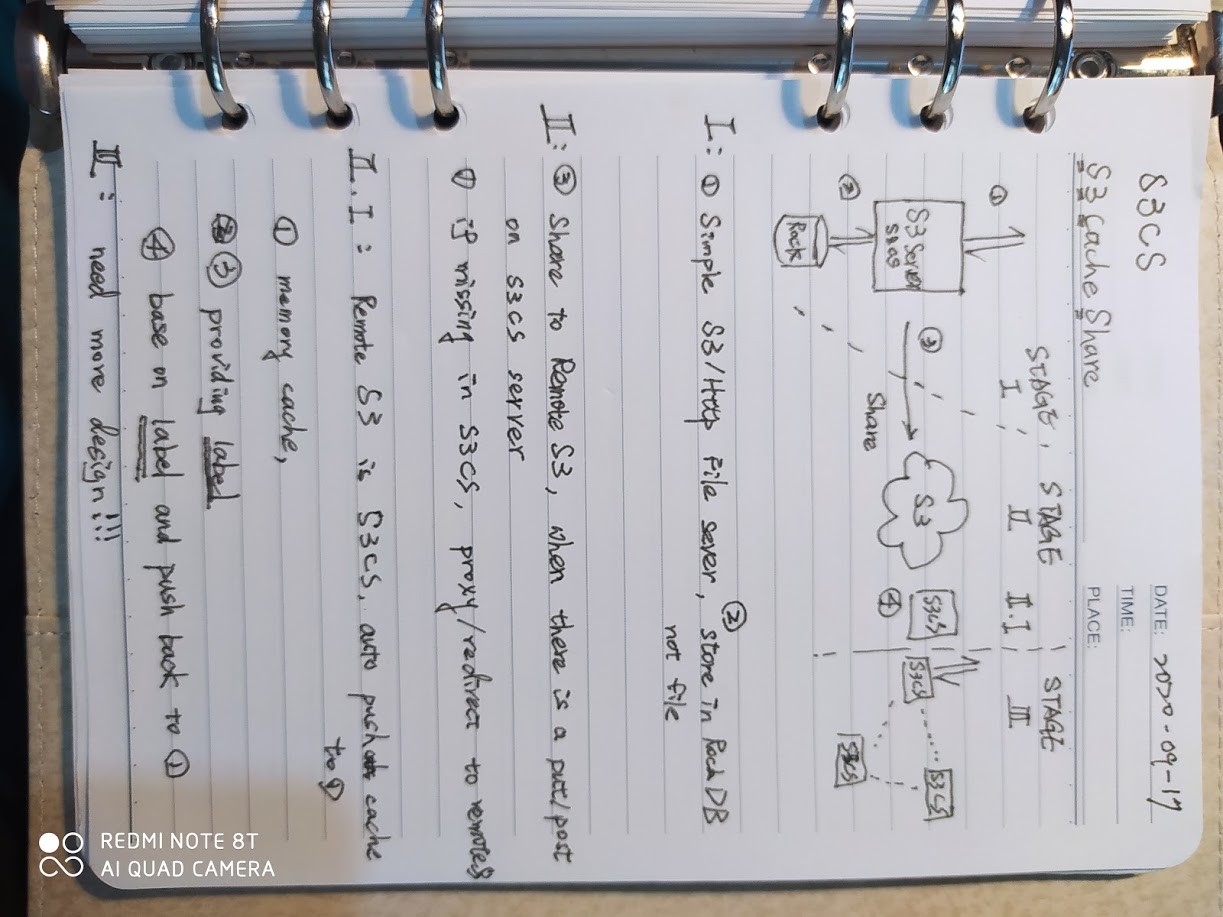 DATE: 2020-09-17
TIME:
PLACE:
S3CS
S3 Cache Share
STAGE, STAGE STAGE
I, II II.I III
①
S3 Server
②
Rocks
③
Share
S3
S3CS
④
S3CS
S3CS
S3CS
I: ① Simple S3/Http File sever, ② store in RockDB
not file
II: ③ Share to Remote S3, when there is a put/post
on S3CS server
① if missing in S3CS, proxy/redirect to remotes
II.I: Remote S3 is S3CS, auto push cache
to ①
① memory cache,
③ providing label
④ base on label and push back to ①
III: need more design!!!
REDMI NOTE 8T
AI QUAD CAMERA